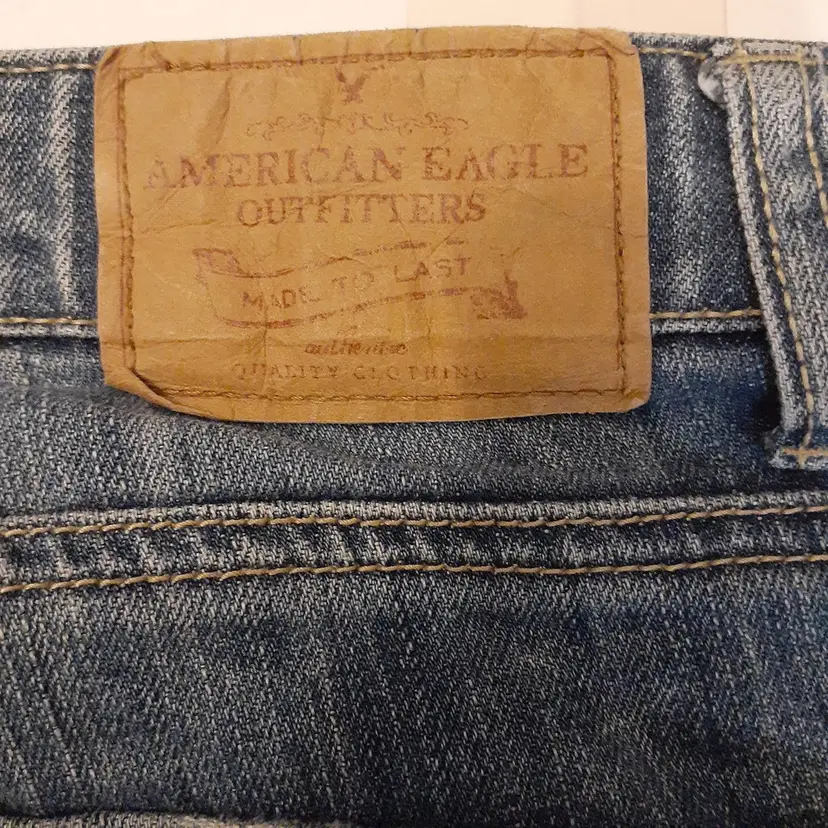 AMERICAN EAGLE
OUTFITTERS
MADE TO LAST
authentic
QUALITY CLOTHING